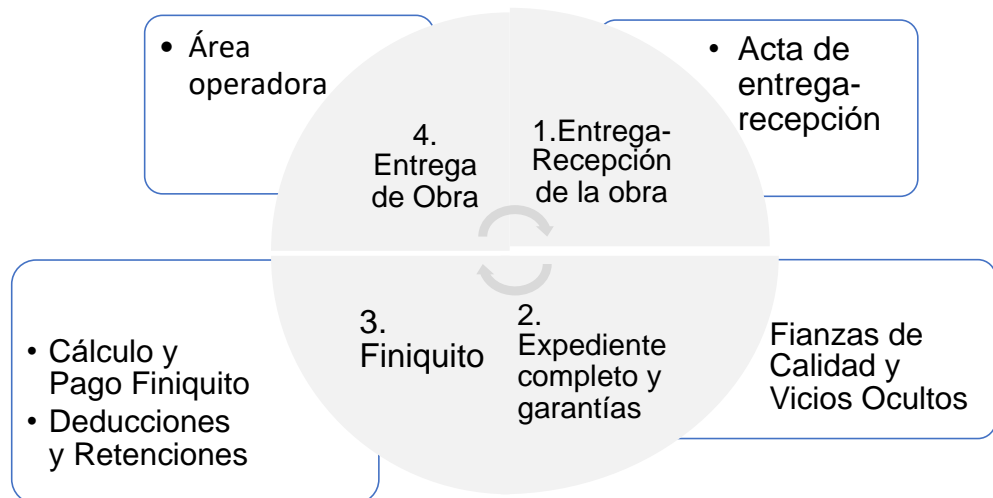 • Área
operadora
• Acta de
entrega-
recepción
4.
Entrega
de Obra
1.Entrega-
Recepción
de la obra
3.
Finiquito
2.
Expediente
completo y
garantías
• Cálculo y
Pago Finiquito
• Deducciones
y Retenciones
Fianzas de
Calidad y
Vicios Ocultos